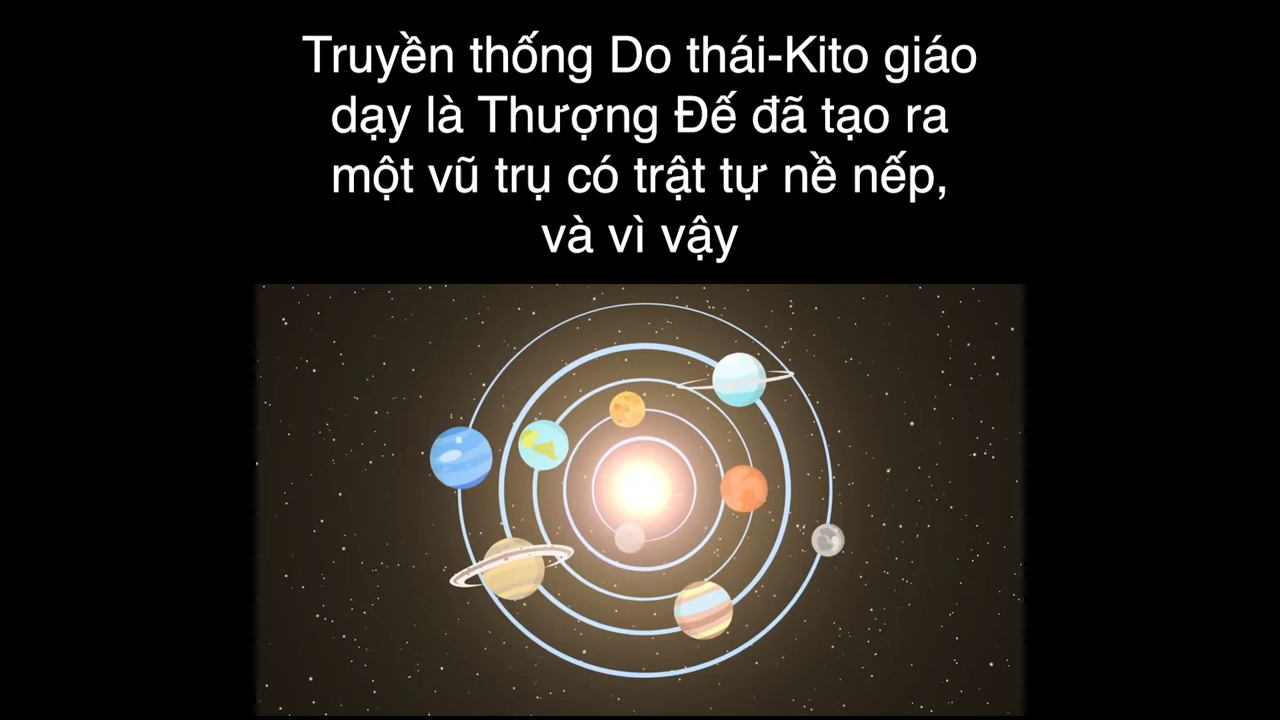 Truyền thống Do thái-Kito giáo
dạy là Thượng Đế đã tạo ra
một vũ trụ có trật tự nề nếp,
và vì vậy